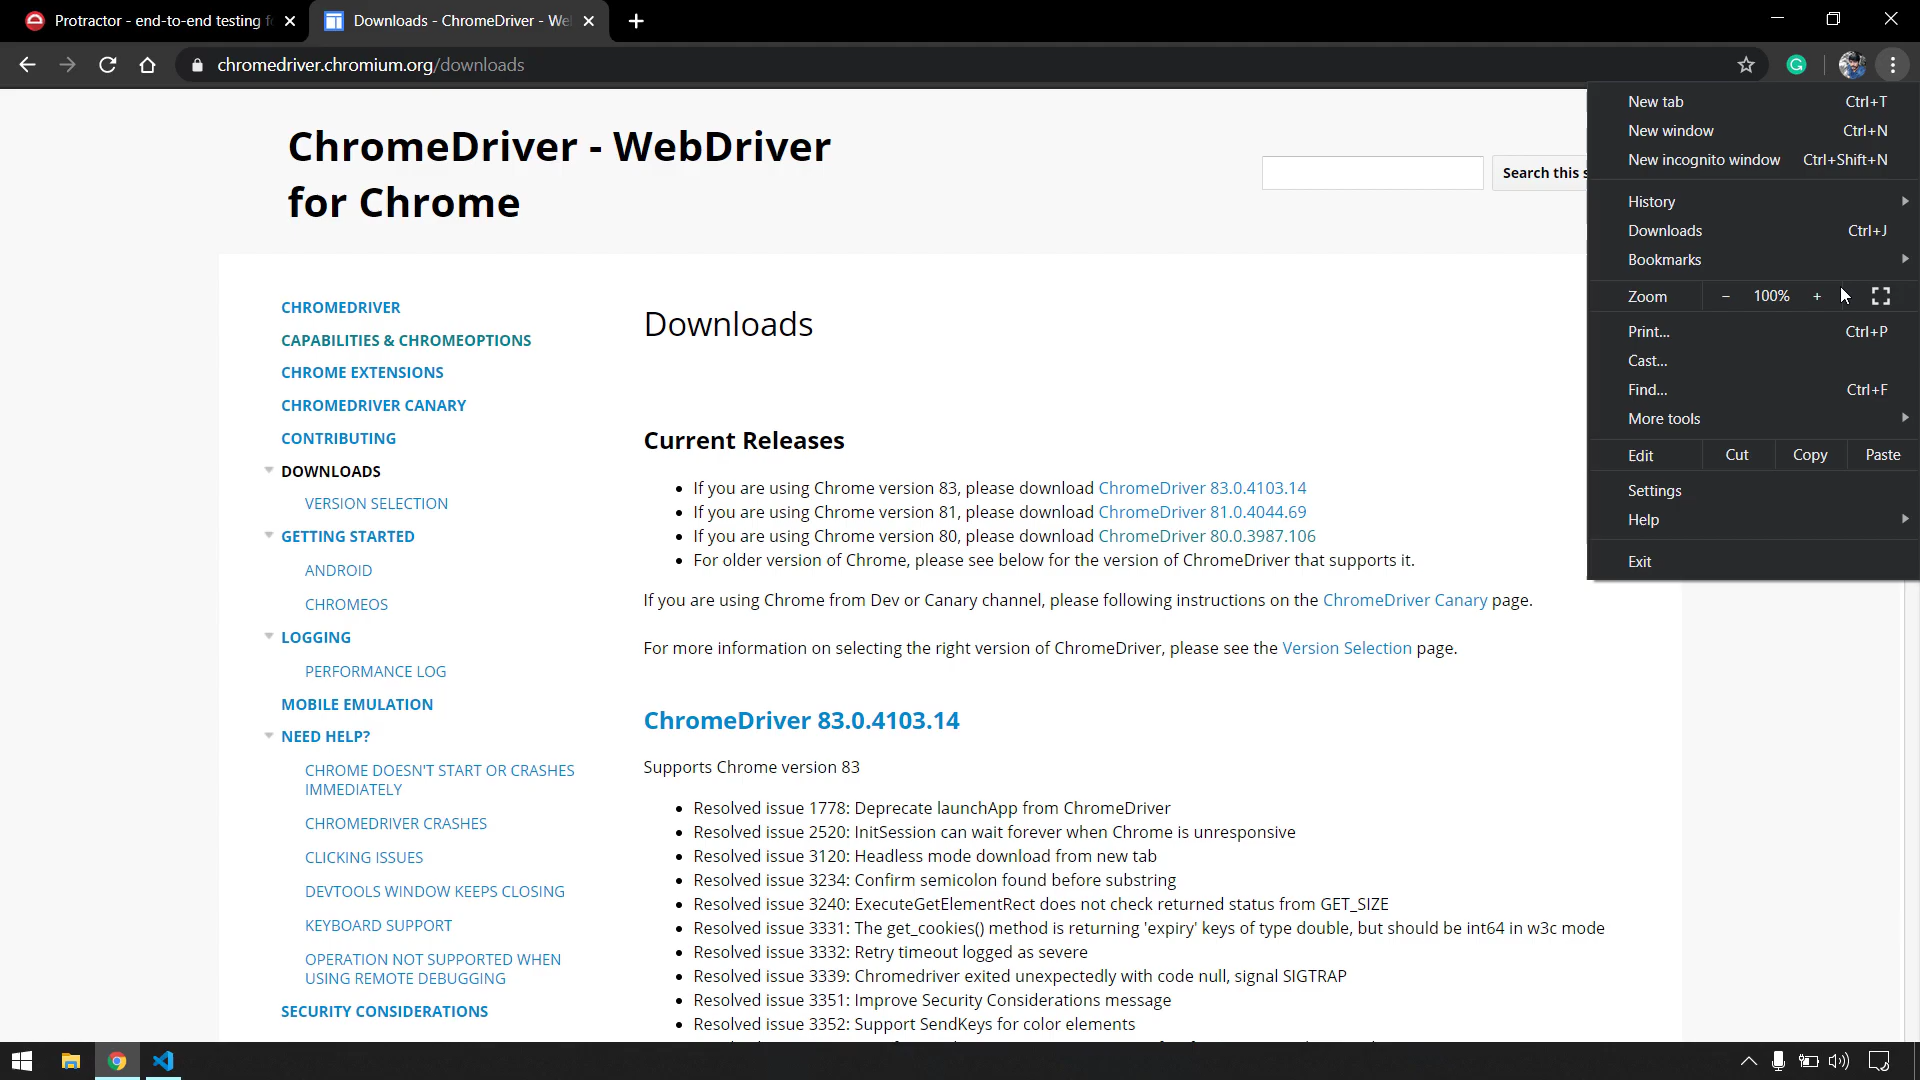 Protractor - end-to-end testing fo
Downloads - ChromeDriver - We
chromedriver.chromium.org/downloads
ChromeDriver - WebDriver
for Chrome
Search this s
New tab Ctrl+T
New window Ctrl+N
New incognito window Ctrl+Shift+N
History
Downloads Ctrl+J
Bookmarks
Zoom - 100% +
Print... Ctrl+P
Cast...
Find... Ctrl+F
More tools
Edit Cut Copy Paste
Settings
Help
Exit
CHROMEDRIVER
CAPABILITIES & CHROMEOPTIONS
CHROME EXTENSIONS
CHROMEDRIVER CANARY
CONTRIBUTING
DOWNLOADS
VERSION SELECTION
GETTING STARTED
ANDROID
CHROMEOS
LOGGING
PERFORMANCE LOG
MOBILE EMULATION
NEED HELP?
CHROME DOESN'T START OR CRASHES
IMMEDIATELY
CHROMEDRIVER CRASHES
CLICKING ISSUES
DEVTOOLS WINDOW KEEPS CLOSING
KEYBOARD SUPPORT
OPERATION NOT SUPPORTED WHEN
USING REMOTE DEBUGGING
SECURITY CONSIDERATIONS
Downloads
Current Releases
If you are using Chrome version 83, please download ChromeDriver 83.0.4103.14
If you are using Chrome version 81, please download ChromeDriver 81.0.4044.69
If you are using Chrome version 80, please download ChromeDriver 80.0.3987.106
For older version of Chrome, please see below for the version of ChromeDriver that supports it.
If you are using Chrome from Dev or Canary channel, please following instructions on the ChromeDriver Canary page.
For more information on selecting the right version of ChromeDriver, please see the Version Selection page.
ChromeDriver 83.0.4103.14
Supports Chrome version 83
Resolved issue 1778: Deprecate launchApp from ChromeDriver
Resolved issue 2520: InitSession can wait forever when Chrome is unresponsive
Resolved issue 3120: Headless mode download from new tab
Resolved issue 3234: Confirm semicolon found before substring
Resolved issue 3240: ExecuteGetElementRect does not check returned status from GET_SIZE
Resolved issue 3331: The get_cookies() method is returning 'expiry' keys of type double, but should be int64 in w3c mode
Resolved issue 3332: Retry timeout logged as severe
Resolved issue 3339: Chromedriver exited unexpectedly with code null, signal SIGTRAP
Resolved issue 3351: Improve Security Considerations message
Resolved issue 3352: Support SendKeys for color elements